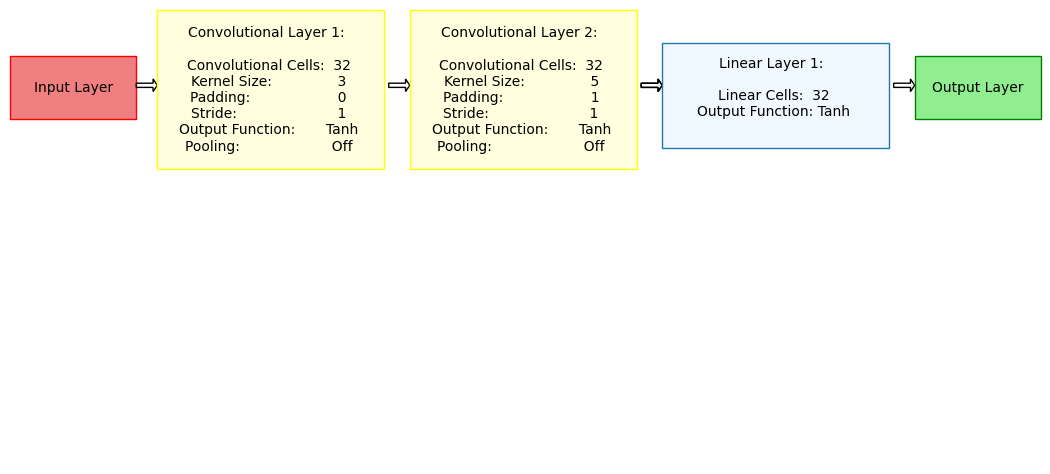 Input Layer
Convolutional Layer 1:
Convolutional Cells: 32
Kernel Size: 3
Padding: 0
Stride: 1
Output Function: Tanh
Pooling: Off
Convolutional Layer 2:
Convolutional Cells: 32
Kernel Size: 5
Padding: 1
Stride: 1
Output Function: Tanh
Pooling: Off
Linear Layer 1:
Linear Cells: 32
Output Function: Tanh
Output Layer